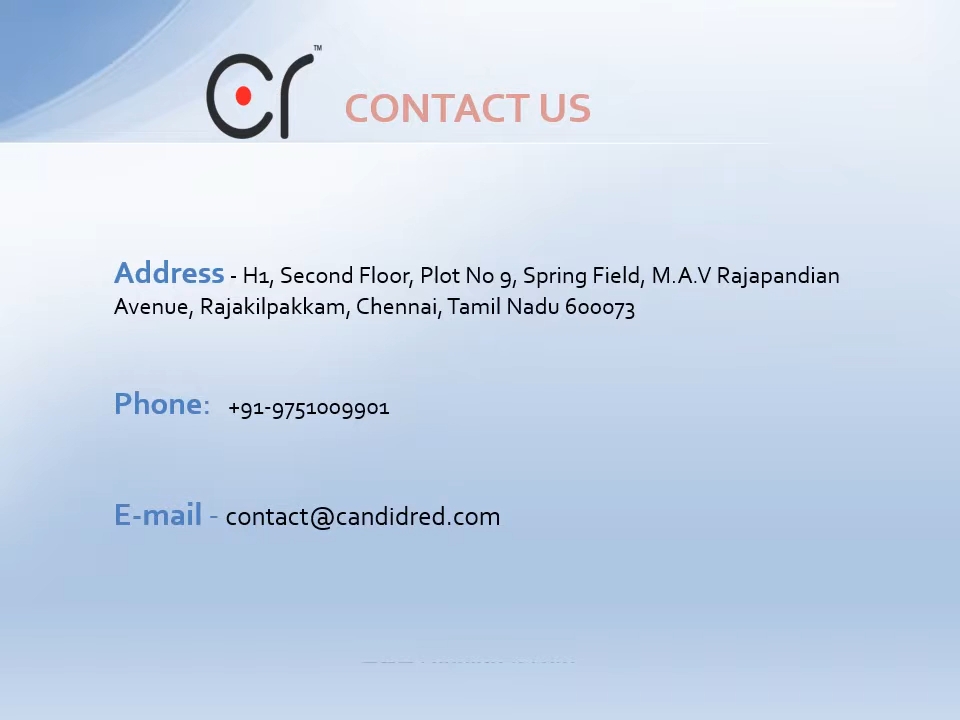 cr™
CONTACT US
Address - H1, Second Floor, Plot No 9, Spring Field, M.A.V Rajapandian
Avenue, Rajakilpakkam, Chennai, Tamil Nadu 600073
Phone: +91-9751009901
E-mail - contact@candidred.com